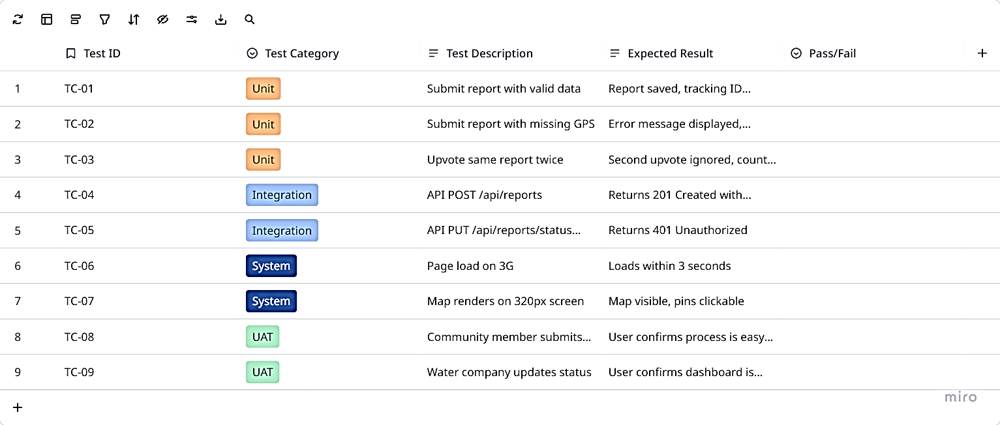 Test ID Test Category Test Description Expected Result Pass/Fail
1 TC-01 Unit Submit report with valid data Report saved, tracking ID...
2 TC-02 Unit Submit report with missing GPS Error message displayed,...
3 TC-03 Unit Upvote same report twice Second upvote ignored, count...
4 TC-04 Integration API POST /api/reports Returns 201 Created with...
5 TC-05 Integration API PUT /api/reports/status... Returns 401 Unauthorized
6 TC-06 System Page load on 3G Loads within 3 seconds
7 TC-07 System Map renders on 320px screen Map visible, pins clickable
8 TC-08 UAT Community member submits... User confirms process is easy...
9 TC-09 UAT Water company updates status User confirms dashboard is...
miro